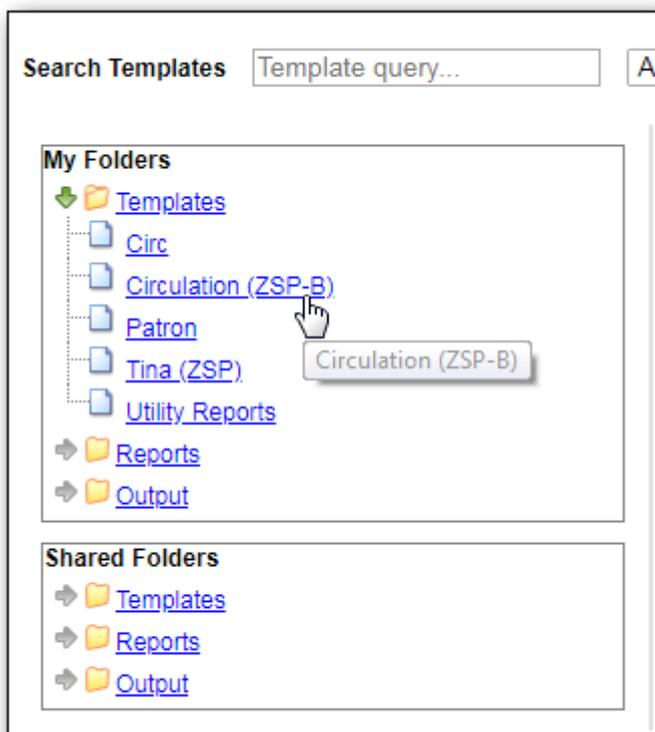 Search Templates Template query... A
My Folders
Templates
Circ
Circulation (ZSP-B)
Patron
Circulation (ZSP-B)
Tina (ZSP)
Utility Reports
Reports
Output
Shared Folders
Templates
Reports
Output